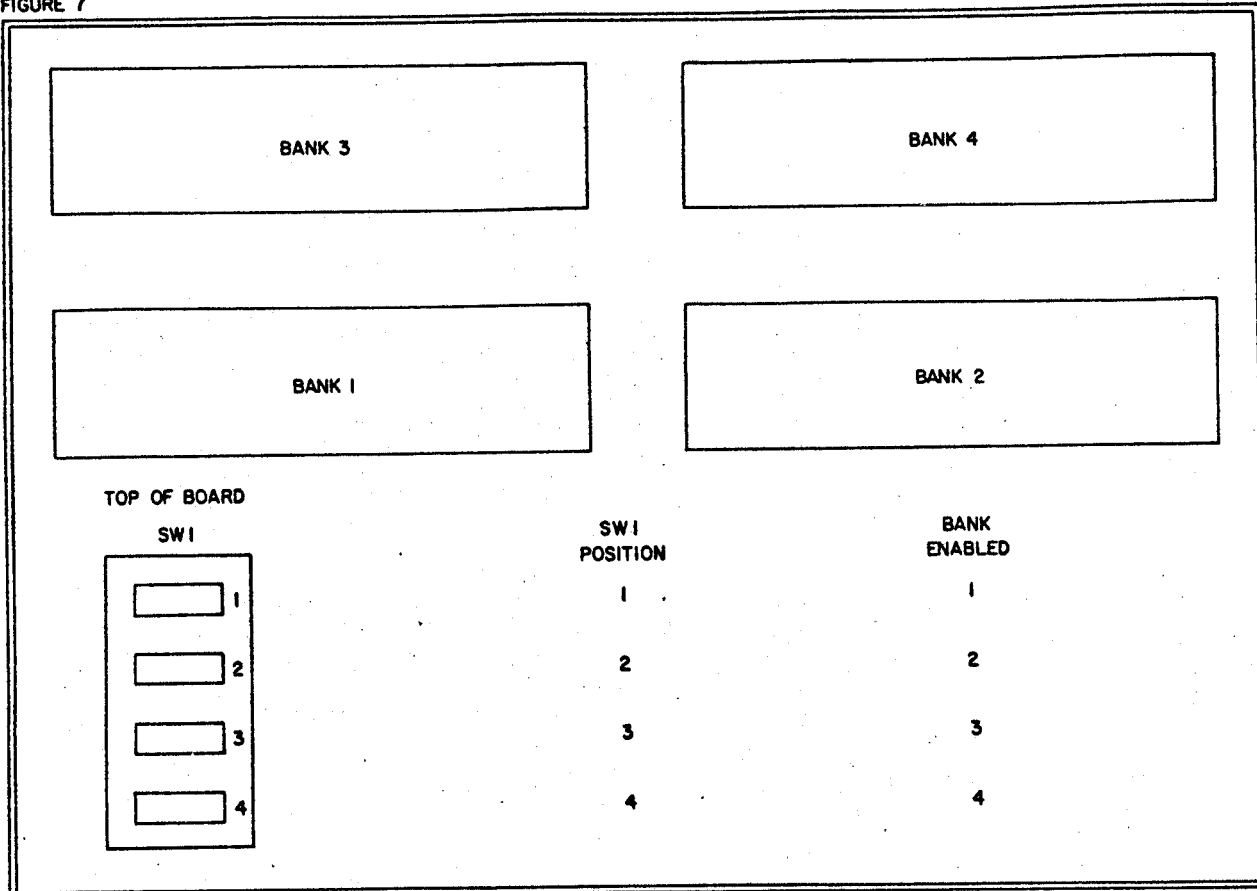 FIGURE 7
BANK 3
BANK 4
BANK 1
BANK 2
TOP OF BOARD
SW1
1
2
3
4
SW1 POSITION
BANK ENABLED
1 1
2 2
3 3
4 4